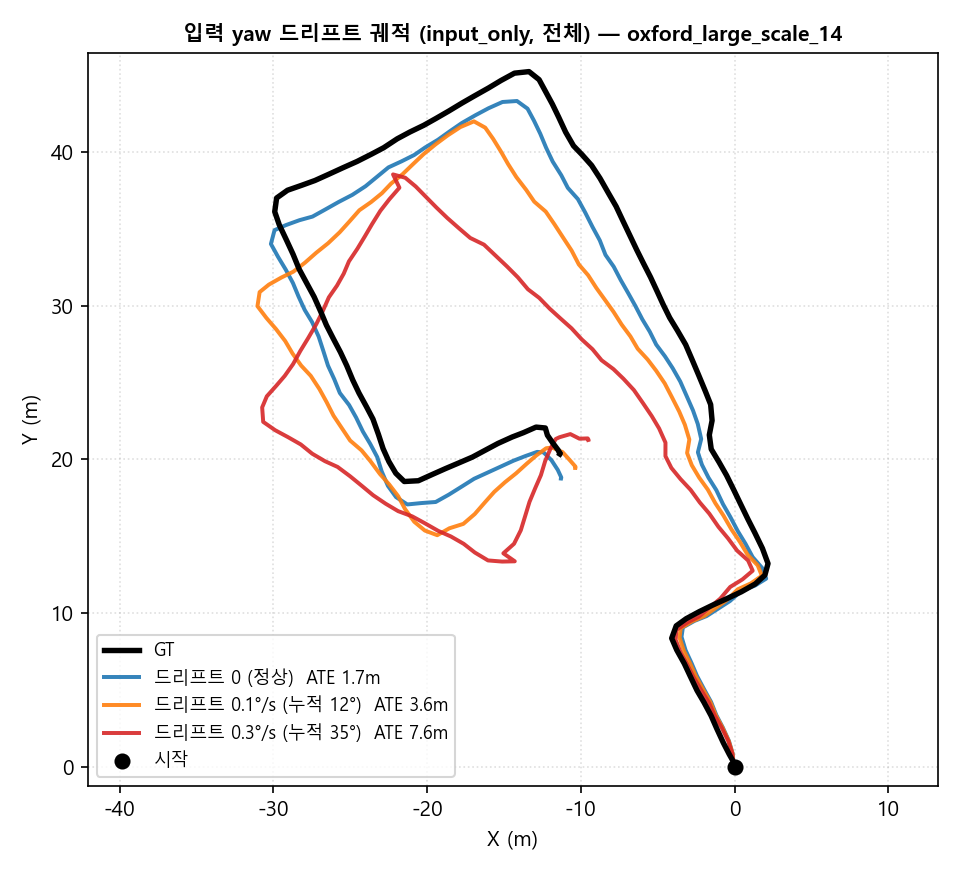 입력 yaw 드리프트 궤적 (input_only, 전체) — oxford_large_scale_14
Y (m)
40
30
20
10
0
GT
드리프트 0 (정상) ATE 1.7m
드리프트 0.1°/s (누적 12°) ATE 3.6m
드리프트 0.3°/s (누적 35°) ATE 7.6m
시작
-40 -30 -20 -10 0 10
X (m)